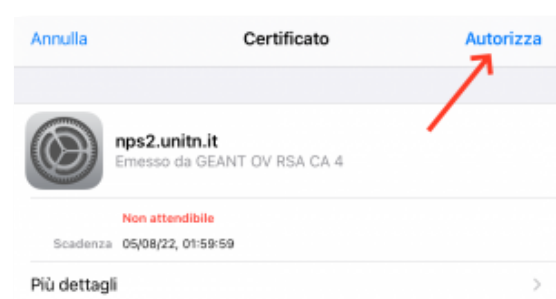 Annulla Certificato Autorizza
nps2.unitn.it
Emesso da GEANT OV RSA CA 4
Non attendibile
Scadenza 05/08/22, 01:59:59
Più dettagli